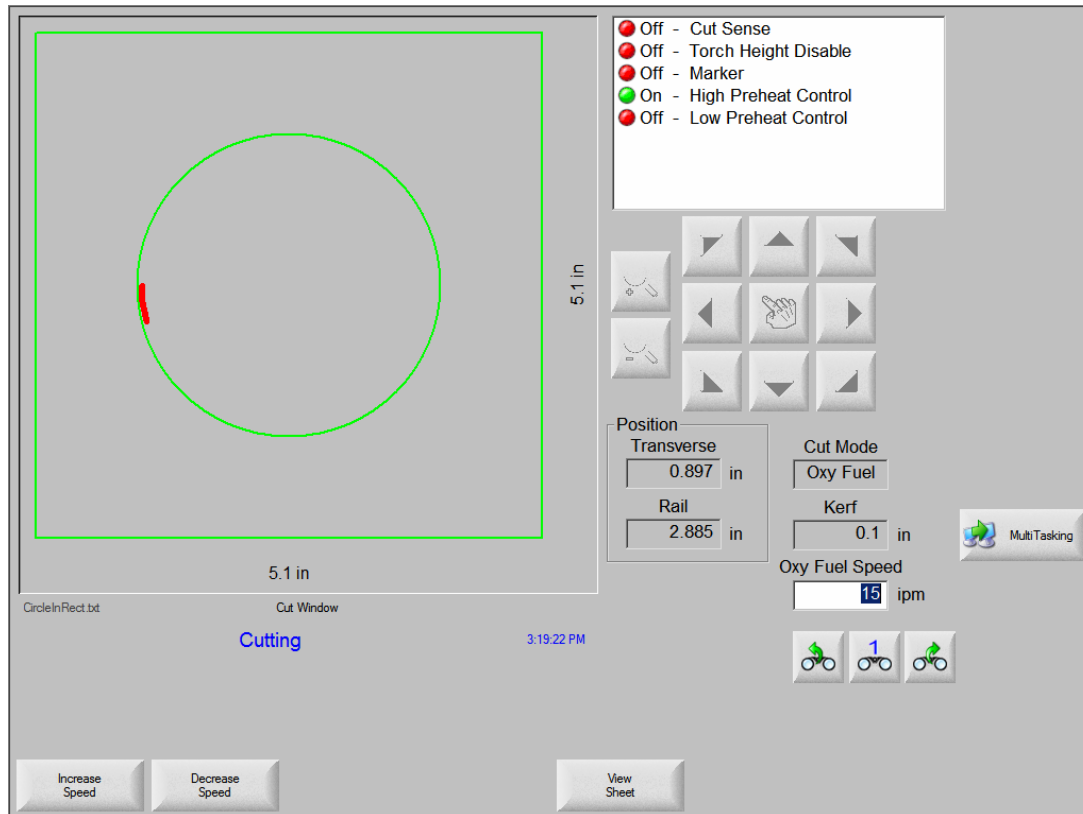 Off - Cut Sense
Off - Torch Height Disable
Off - Marker
On - High Preheat Control
Off - Low Preheat Control
5.1 in
5.1 in
CircleInRect.txt
Cut Window
Cutting
3:19:22 PM
Position
Transverse
0.897 in
Rail
2.885 in
Cut Mode
Oxy Fuel
Kerf
0.1 in
Oxy Fuel Speed
15 ipm
MultiTasking
1
Increase
Speed
Decrease
Speed
View
Sheet